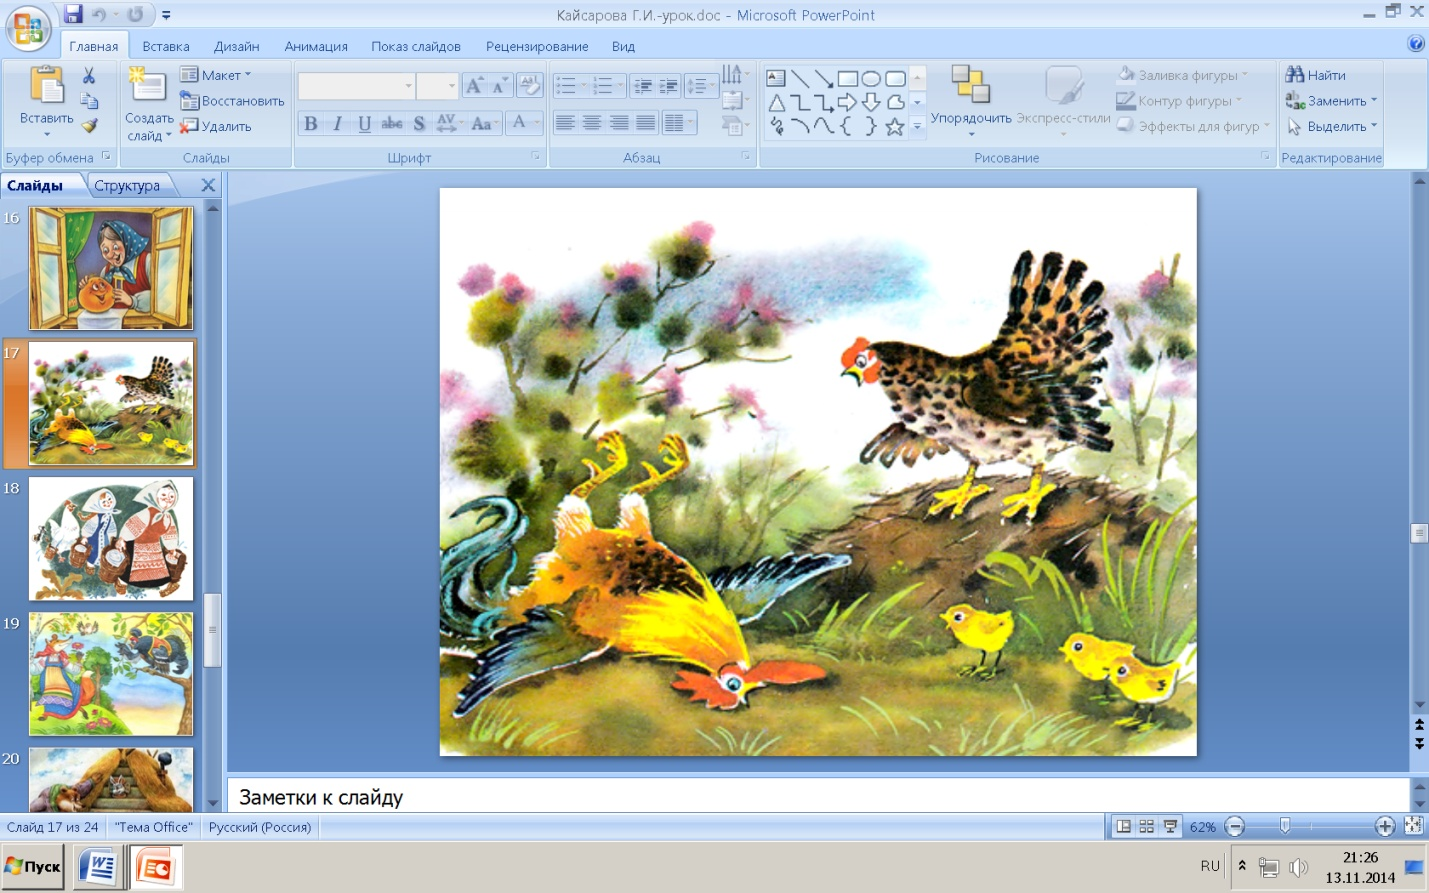 Кайсарова Г.И.-урок.doc - Microsoft PowerPoint
Главная Вставка Дизайн Анимация Показ слайдов Рецензирование Вид
Вставить
Буфер обмена
Создать слайд
Макет
Восстановить
Удалить
Слайды
Ж К Ч abc S AV Aa A
Шрифт
Абзац
Упорядочить
Экспресс-стили
Заливка фигуры
Контур фигуры
Эффекты для фигур
Рисование
Найти
Заменить
Выделить
Редактирование
Слайды Структура
16
17
18
19
20
Заметки к слайду
Слайд 17 из 24 "Тема Office" Русский (Россия) 62%
Пуск RU 21:26
13.11.2014